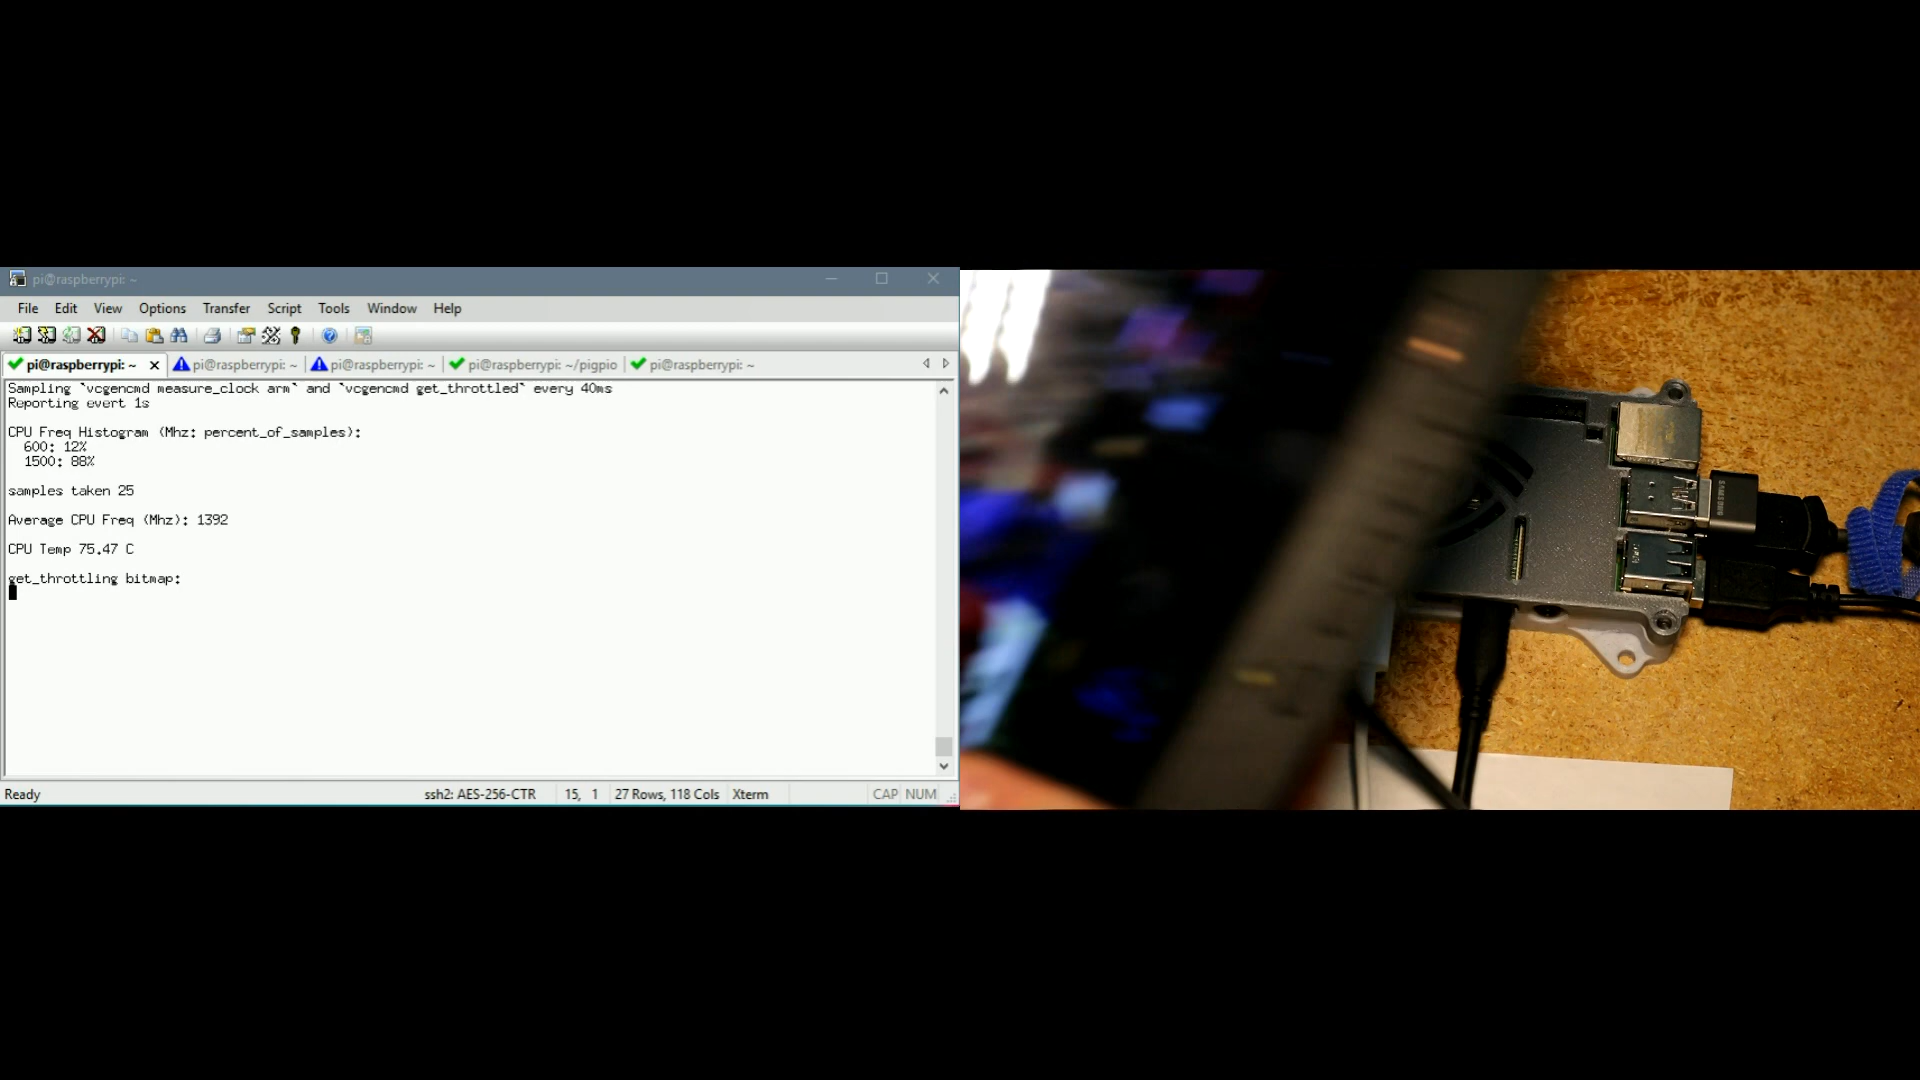 pi@raspberrypi: ~
File Edit View Options Transfer Script Tools Window Help
pi@raspberrypi: ~ pi@raspberrypi: ~ pi@raspberrypi: ~ pi@raspberrypi: ~/pigpio pi@raspberrypi: ~
Sampling `vcgencmd measure_clock arm` and `vcgencmd get_throttled` every 40ms
Reporting evert 1s
CPU Freq Histogram (Mhz: percent_of_samples):
600: 12%
1500: 88%
samples taken 25
Average CPU Freq (Mhz): 1392
CPU Temp 75.47 C
get_throttling bitmap:
Ready ssh2: AES-256-CTR 15, 1 27 Rows, 118 Cols Xterm CAP NUM
SAMSUNG